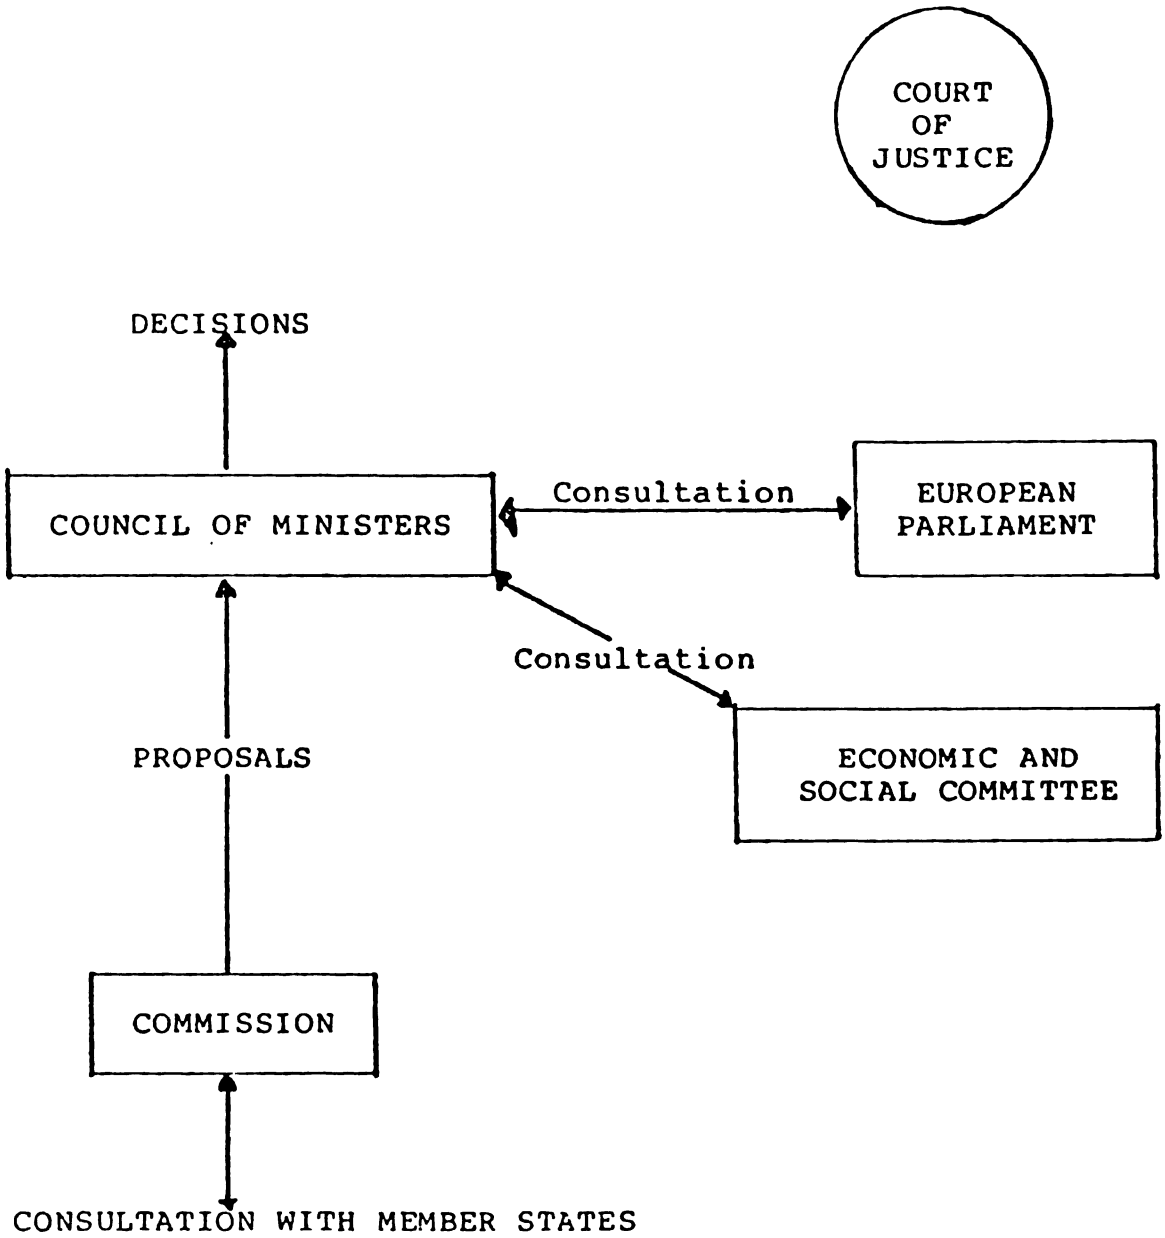 COURT
OF
JUSTICE
DECISIONS
COUNCIL OF MINISTERS
Consultation
EUROPEAN
PARLIAMENT
Consultation
PROPOSALS
ECONOMIC AND
SOCIAL COMMITTEE
COMMISSION
CONSULTATION WITH MEMBER STATES